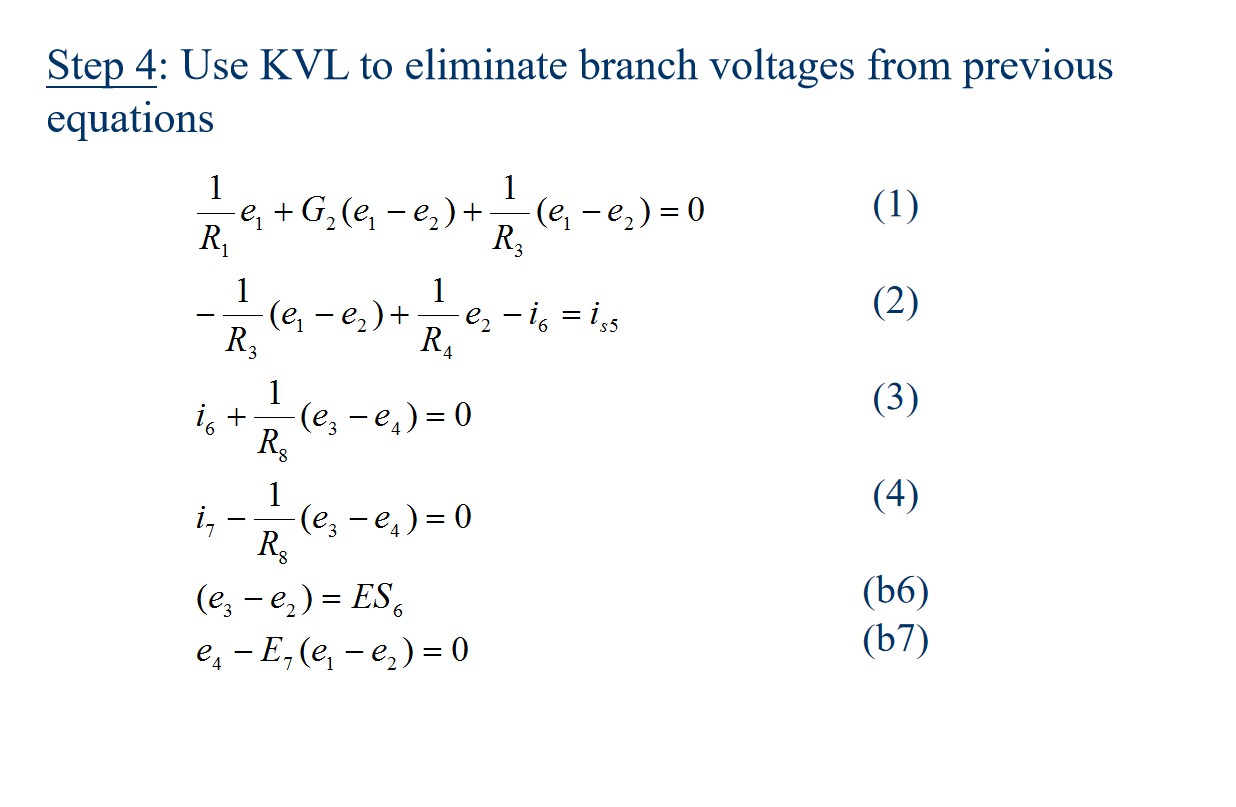 Step 4: Use KVL to eliminate branch voltages from previous
equations
\frac{1}{R_1} e_1 + G_2(e_1 - e_2) + \frac{1}{R_3}(e_1 - e_2) = 0 (1)
-\frac{1}{R_3}(e_1 - e_2) + \frac{1}{R_4} e_2 - i_6 = i_{s5} (2)
i_6 + \frac{1}{R_8}(e_3 - e_4) = 0 (3)
i_7 - \frac{1}{R_8}(e_3 - e_4) = 0 (4)
(e_3 - e_2) = ES_6 (b6)
e_4 - E_7(e_1 - e_2) = 0 (b7)